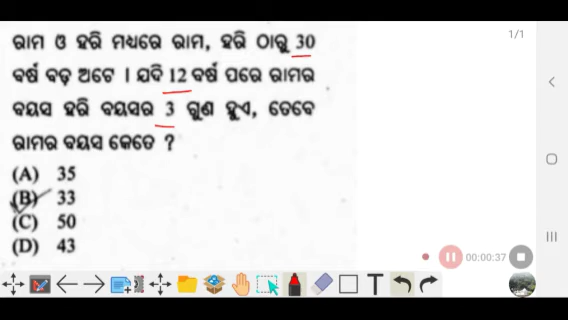 ରାମ ଓ ହରି ମଧ୍ୟରେ ରାମ, ହରି ଠାରୁ 30
ବର୍ଷ ବଡ଼ ଅଟେ । ଯଦି 12 ବର୍ଷ ପରେ ରାମର
ବୟସ ହରି ବୟସର 3 ଗୁଣ ହୁଏ, ତେବେ
ରାମର ବୟସ କେତେ ?
(A) 35
(B) 33
(C) 50
(D) 43
1/1
00:00:37
T